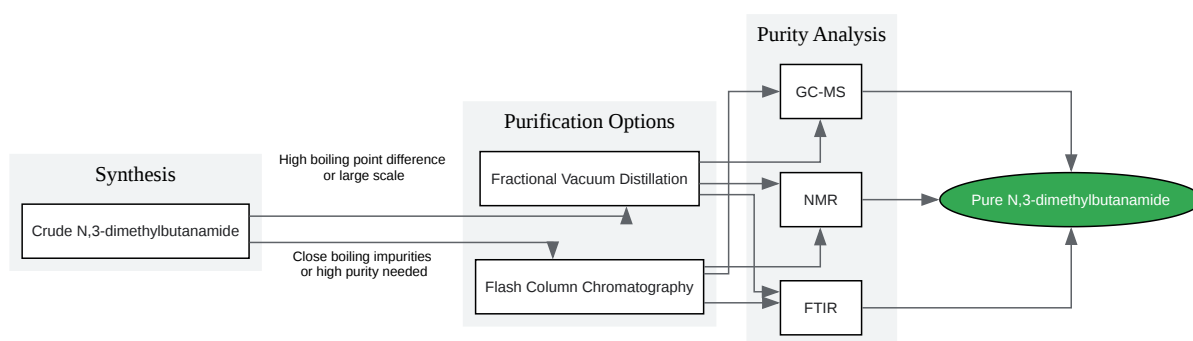 Synthesis
Crude N,3-dimethylbutanamide
High boiling point difference
or large scale
Close boiling impurities
or high purity needed
Purification Options
Fractional Vacuum Distillation
Flash Column Chromatography
Purity Analysis
GC-MS
NMR
FTIR
Pure N,3-dimethylbutanamide